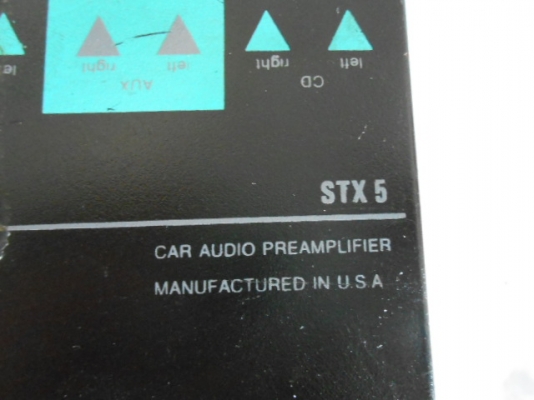 right left right left
AUX CD
STX 5
CAR AUDIO PREAMPLIFIER
MANUFACTURED IN U.S.A